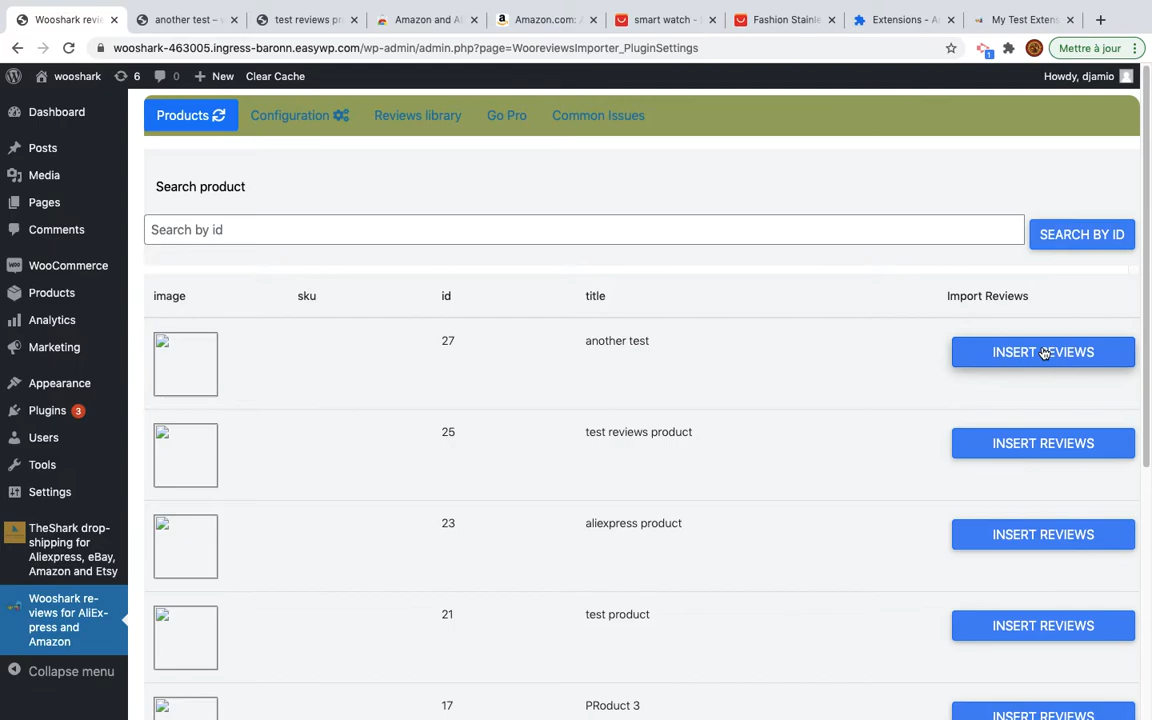 Wooshark revie
another test – w
test reviews pro
Amazon and Al
Amazon.com: A
smart watch -
Fashion Stainle
Extensions - A
My Test Extens
wooshark-463005.ingress-baronn.easywp.com/wp-admin/admin.php?page=WooreviewsImporter_PluginSettings
1
Mettre à jour
wooshark
6
0
New
Clear Cache
Howdy, djamio
Dashboard
Posts
Media
Pages
Comments
WooCommerce
Products
Analytics
Marketing
Appearance
Plugins 3
Users
Tools
Settings
TheShark drop-
shipping for
Aliexpress, eBay,
Amazon and Etsy
Wooshark re-
views for AliEx-
press and
Amazon
Collapse menu
Products
Configuration
Reviews library
Go Pro
Common Issues
Search product
Search by id
SEARCH BY ID
image sku id title Import Reviews
27 another test INSERT REVIEWS
25 test reviews product INSERT REVIEWS
23 aliexpress product INSERT REVIEWS
21 test product INSERT REVIEWS
17 PRoduct 3 INSERT REVIEWS